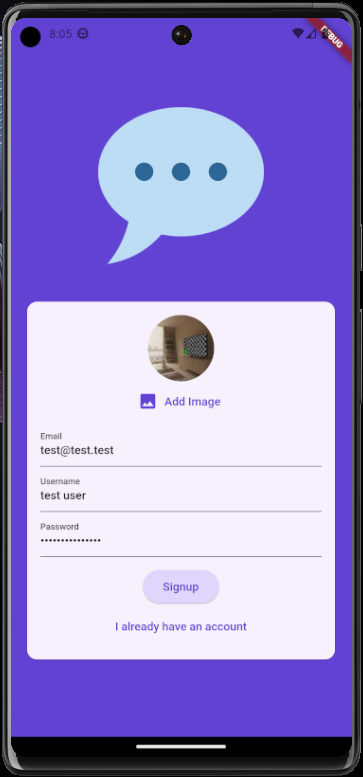 8:05
DEBUG
Add Image
Email
test@test.test
Username
test user
Password
•••••••••••••••
Signup
I already have an account